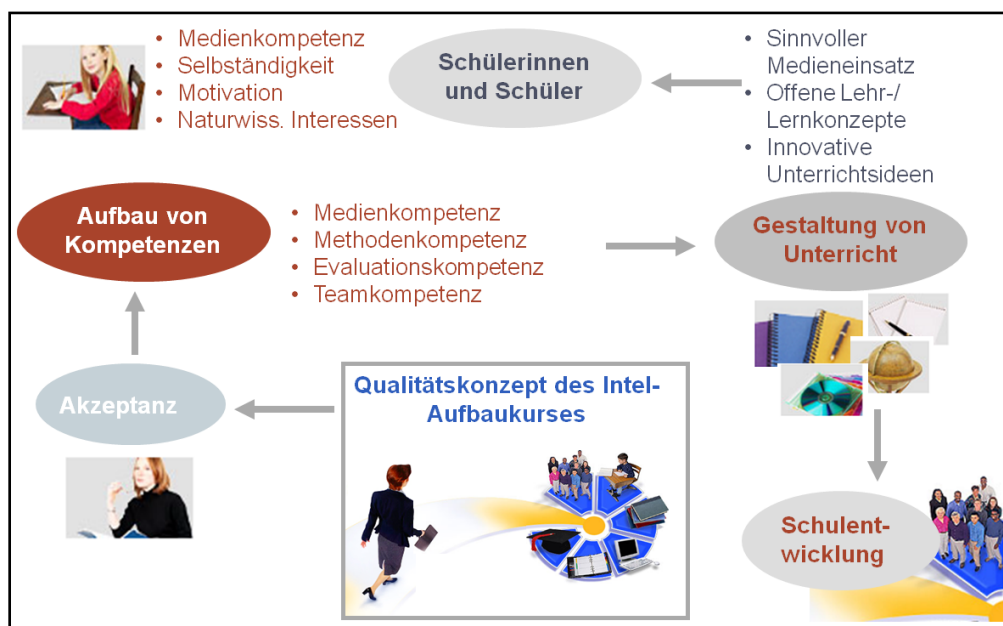 • Medienkompetenz
• Selbständigkeit
• Motivation
• Naturwiss. Interessen
Schülerinnen
und Schüler
• Sinnvoller
Medieneinsatz
• Offene Lehr-/
Lernkonzepte
• Innovative
Unterrichtsideen
Aufbau von
Kompetenzen
• Medienkompetenz
• Methodenkompetenz
• Evaluationskompetenz
• Teamkompetenz
Gestaltung von
Unterricht
Akzeptanz
Qualitätskonzept des Intel-
Aufbaukurses
Schulent-
wicklung